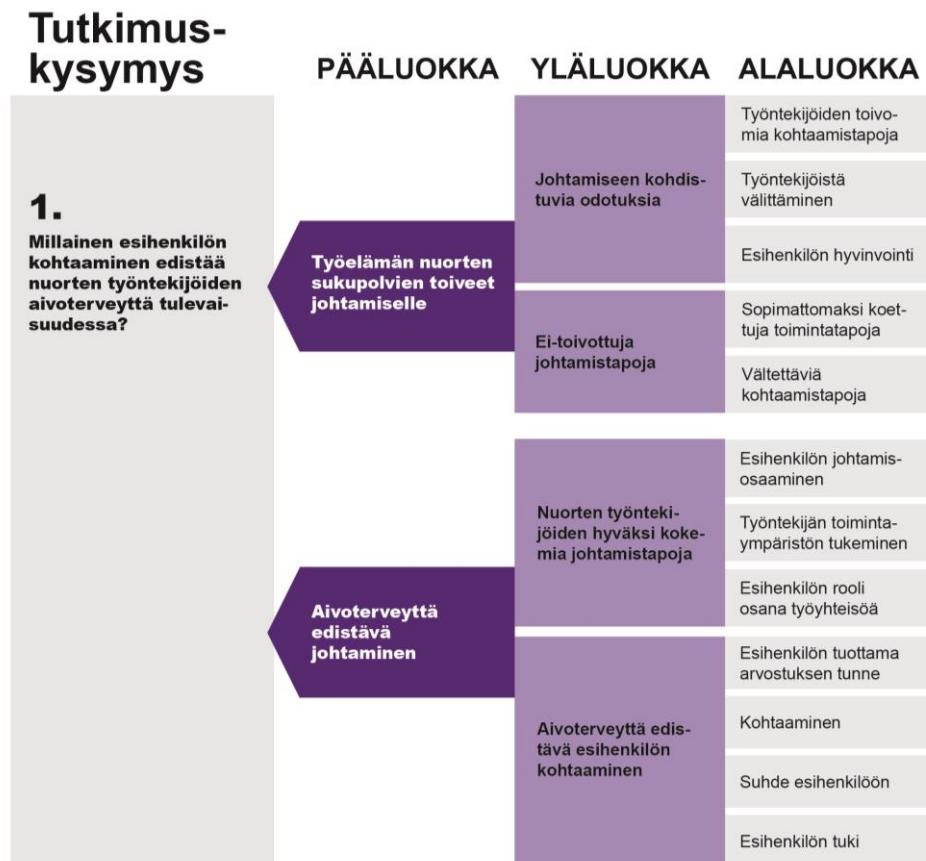 Tutkimus-
kysymys
PÄÄLUOKKA
YLÄLUOKKA
ALALUOKKA
1.
Millainen esihenkilön
kohtaaminen edistää
nuorten työntekijöiden
aivoterveyttä tulevai-
suudessa?
Työelämän nuorten
sukupolvien toiveet
johtamiselle
Johtamiseen kohdis-
tuvia odotuksia
Työntekijöiden toivo-
mia kohtaamistapoja
Työntekijöistä
välittäminen
Esihenkilön hyvinvointi
Ei-toivottuja
johtamistapoja
Sopimattomaksi koet-
tuja toimintatapoja
Vältettäviä
kohtaamistapoja
Aivoterveyttä
edistävä
johtaminen
Nuorten työnteki-
jöiden hyväksi koke-
mia johtamistapoja
Esihenkilön johtamis-
osaaminen
Työntekijän toiminta-
ympäristön tukeminen
Esihenkilön rooli
osana työyhteisöä
Aivoterveyttä edis-
tävä esihenkilön
kohtaaminen
Esihenkilön tuottama
arvostuksen tunne
Kohtaaminen
Suhde esihenkilöön
Esihenkilön tuki